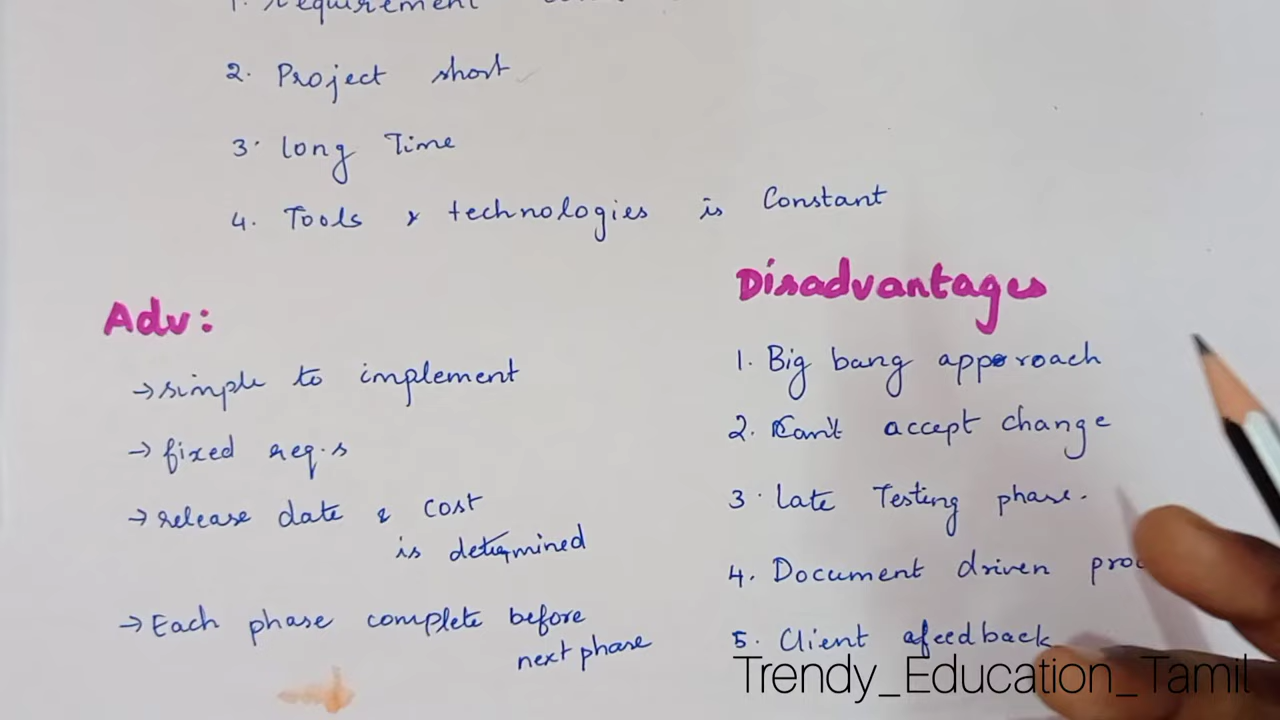 1. Requirement
2. Project short
3. Long Time
4. Tools & technologies is Constant
Adv:
→ simple to implement
→ fixed req.s
→ release date & cost
is determined
→ Each phase complete before
next phase
Disadvantages
1. Big bang approach
2. Can't accept change
3. Late Testing phase.
4. Document driven
5. Client feedback
Trendy_Education_Tamil